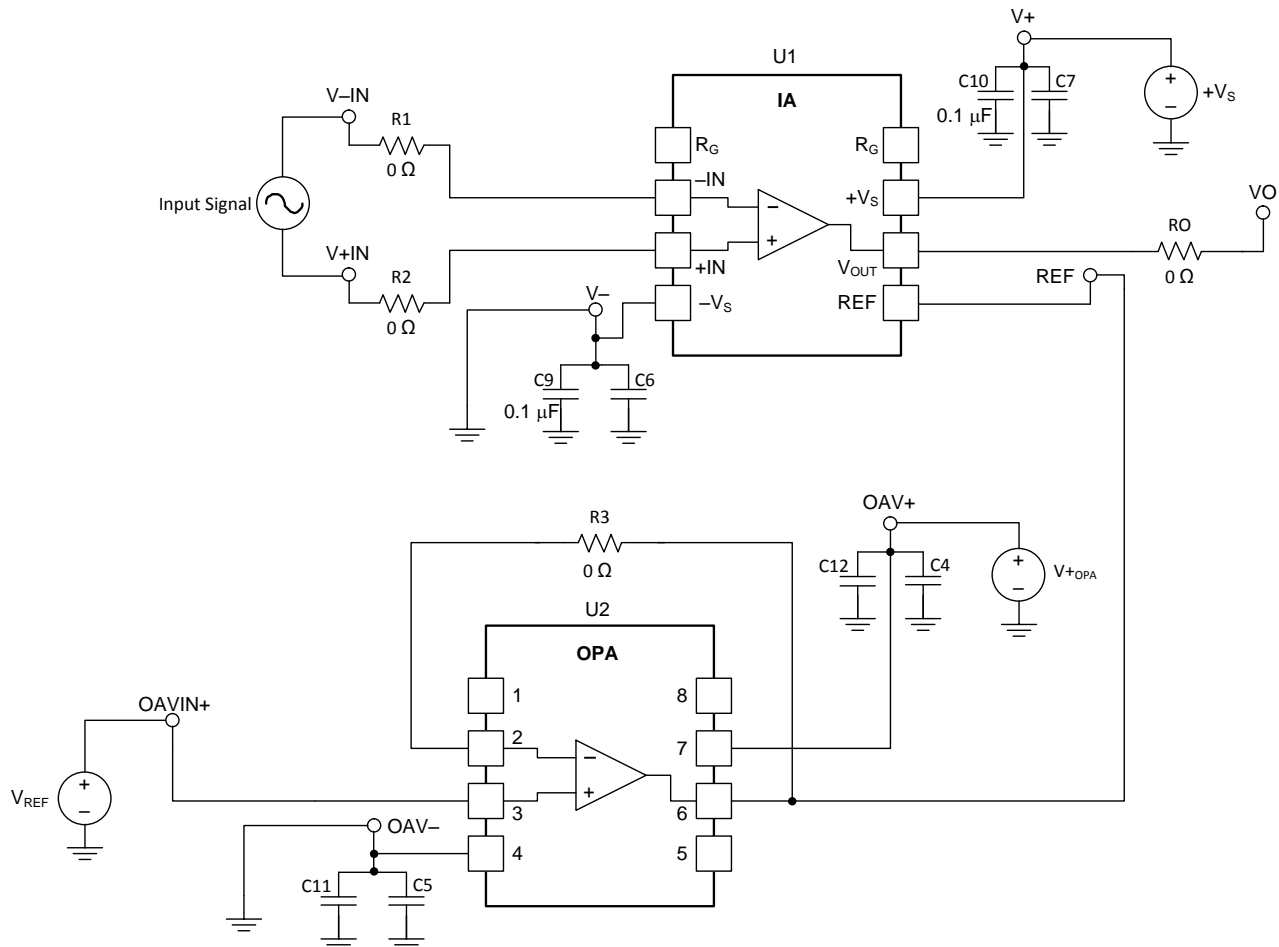 V+
U1
IA
C10
C7
0.1 μF
+VS
V–IN
R1
0 Ω
RG
RG
–IN
+VS
Input Signal
VO
V+IN
R2
0 Ω
+IN
VOUT
RO
0 Ω
REF
V–
–VS
REF
C9
C6
0.1 μF
OAV+
R3
0 Ω
C12
C4
V+OPA
U2
OPA
1
8
OAVIN+
2
7
VREF
3
6
OAV–
4
5
C11
C5